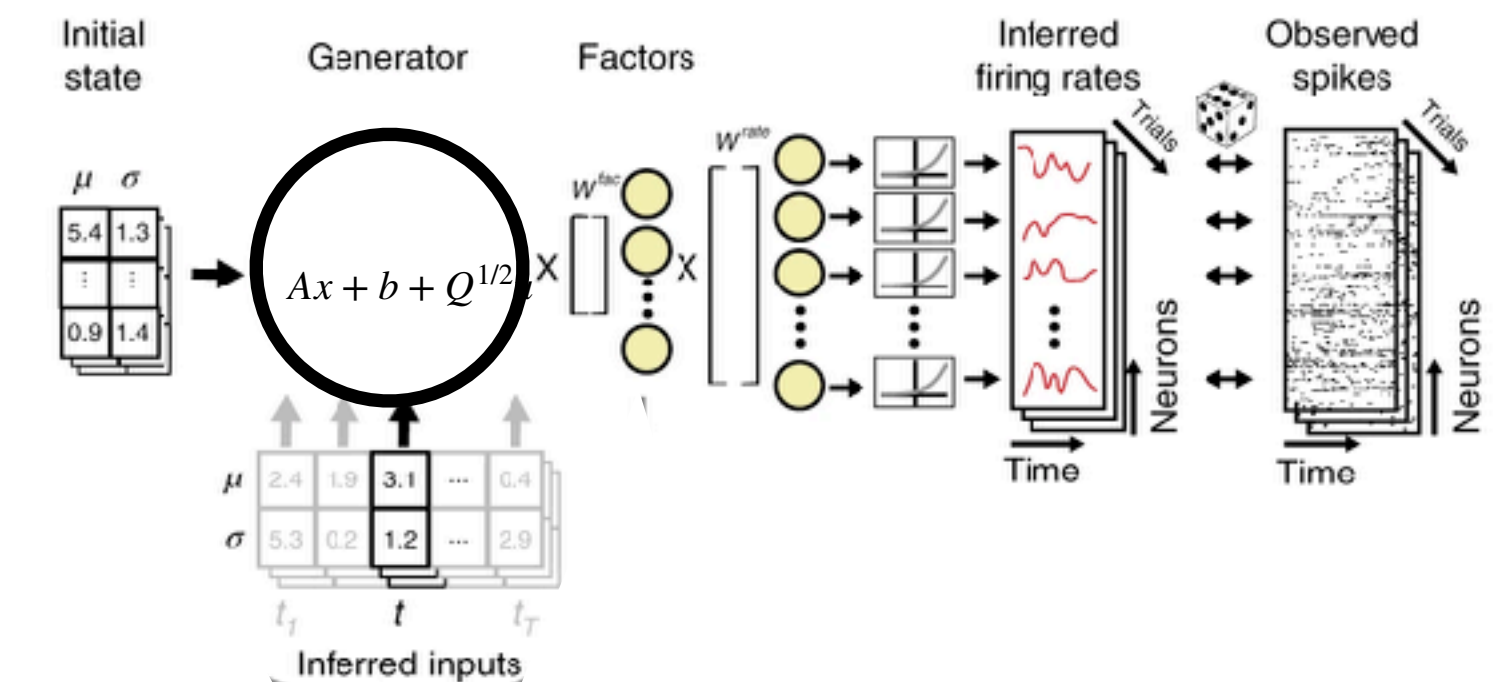 Initial
state
Generator
Factors
Inferred
firing rates
Observed
spikes
Trials
Trials
μ σ
5.4 1.3
⋮ ⋮
0.9 1.4
Ax + b + Q^{1/2}
X
W^{fac}
X
W^{rate}
Neurons
Time
Neurons
Time
μ 2.4 1.9 3.1 ... 0.4
σ 5.3 0.2 1.2 ... 2.9
t_1 t t_T
Inferred inputs